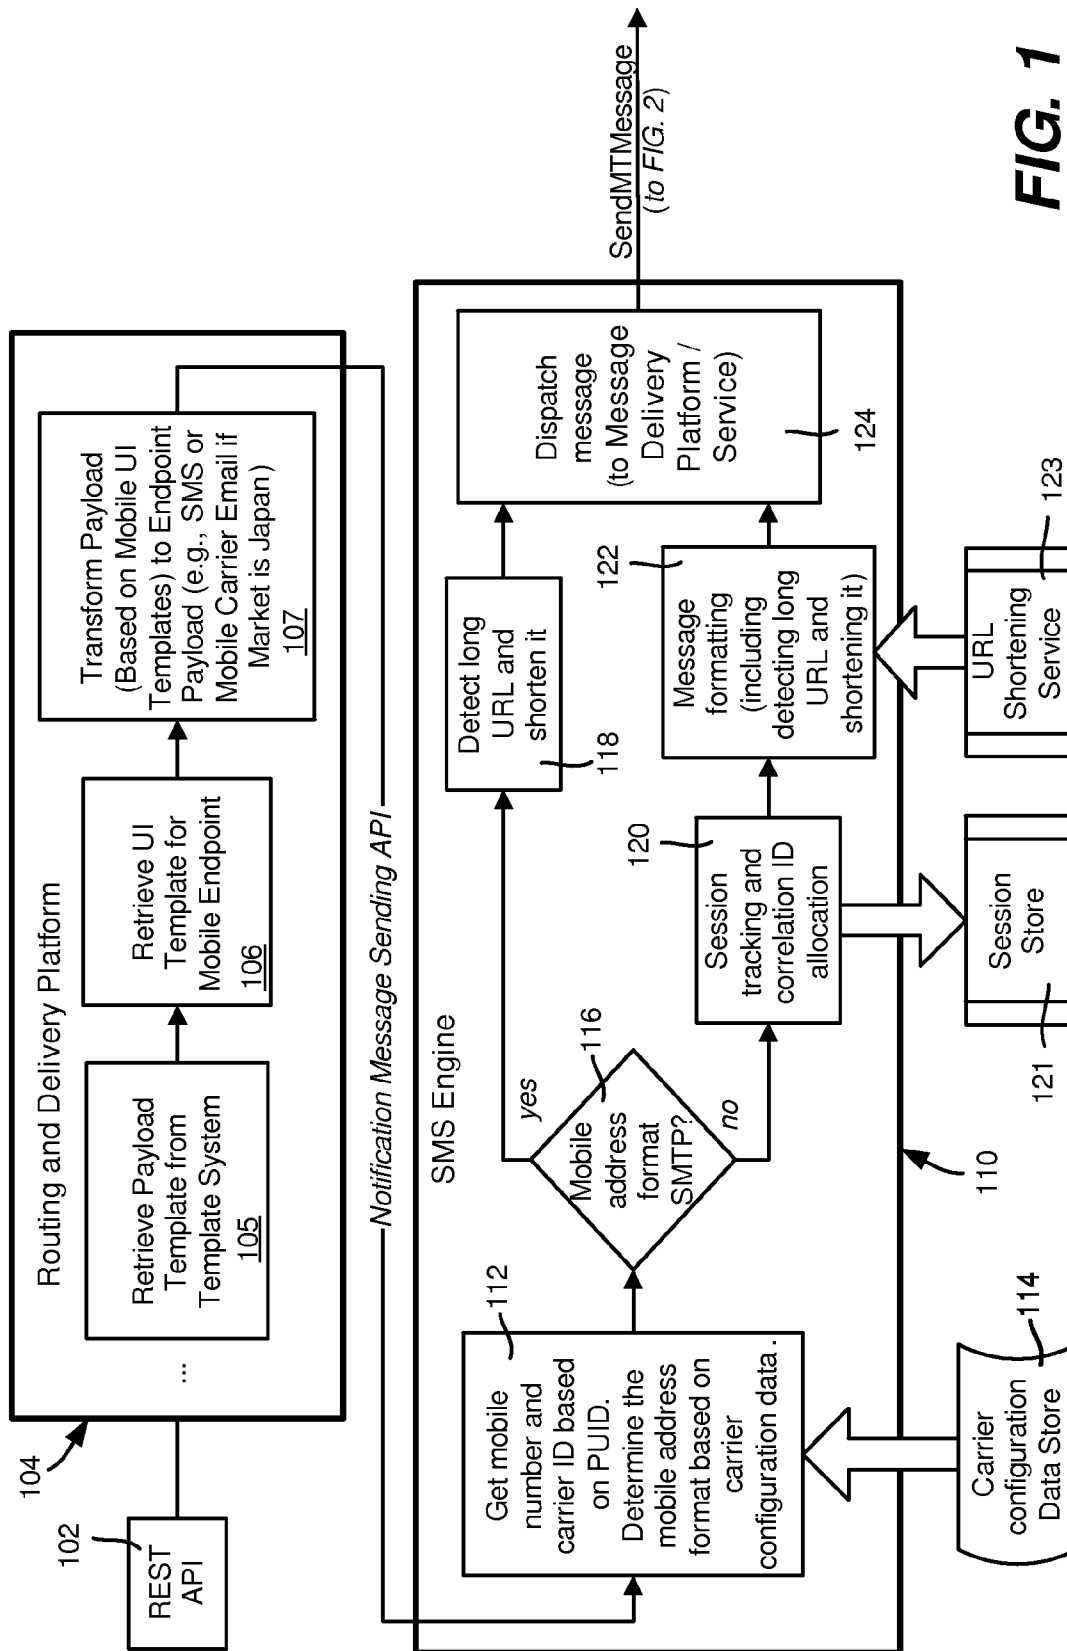 102
REST
API
104
Routing and Delivery Platform
...
Retrieve Payload
Template from
Template System
105
Retrieve UI
Template for
Mobile Endpoint
106
Transform Payload
(Based on Mobile UI
Templates) to Endpoint
Payload (e.g., SMS or
Mobile Carrier Email if
Market is Japan)
107
Notification Message Sending API
SMS Engine
112
Get mobile
number and
carrier ID based
on PUID.
Determine the
mobile address
format based on
carrier
configuration data.
116
Mobile
address
format
SMTP?
yes
no
Detect long
URL and
shorten it
118
120
Session
tracking and
correlation ID
allocation
122
Message
formatting
(including
detecting long
URL and
shortening it)
Dispatch
message
(to Message
Delivery
Platform /
Service)
124
SendMTMessage
(to FIG. 2)
110
114
Carrier
configuration
Data Store
121
Session
Store
123
URL
Shortening
Service
FIG. 1